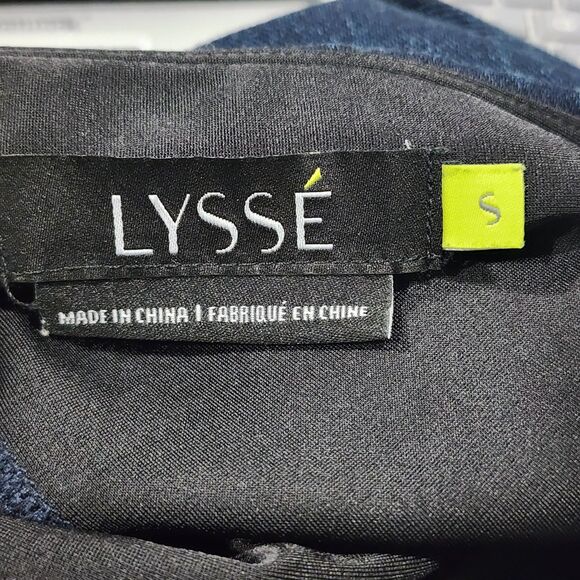 LYSSÉ
S
MADE IN CHINA | FABRIQUÉ EN CHINE